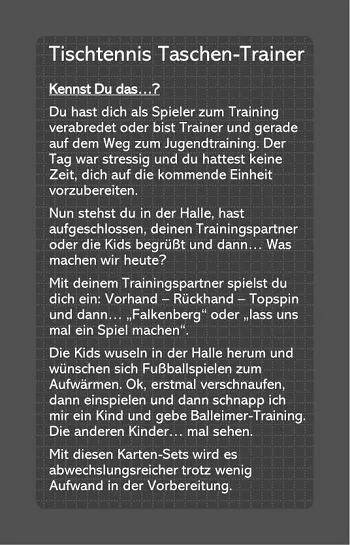 Tischtennis Taschen-Trainer
Kennst Du das…?
Du hast dich als Spieler zum Training
verabredet oder bist Trainer und gerade
auf dem Weg zum Jugendtraining. Der
Tag war stressig und du hattest keine
Zeit, dich auf die kommende Einheit
vorzubereiten.
Nun stehst du in der Halle, hast
aufgeschlossen, deinen Trainingspartner
oder die Kids begrüßt und dann… Was
machen wir heute?
Mit deinem Trainingspartner spielst du
dich ein: Vorhand – Rückhand – Topspin
und dann… „Falkenberg“ oder „lass uns
mal ein Spiel machen“.
Die Kids wuseln in der Halle herum und
wünschen sich Fußballspielen zum
Aufwärmen. Ok, erstmal verschnaufen,
dann einspielen und dann schnapp ich
mir ein Kind und gebe Balleimer-Training.
Die anderen Kinder… mal sehen.
Mit diesen Karten-Sets wird es
abwechslungsreicher trotz wenig
Aufwand in der Vorbereitung.